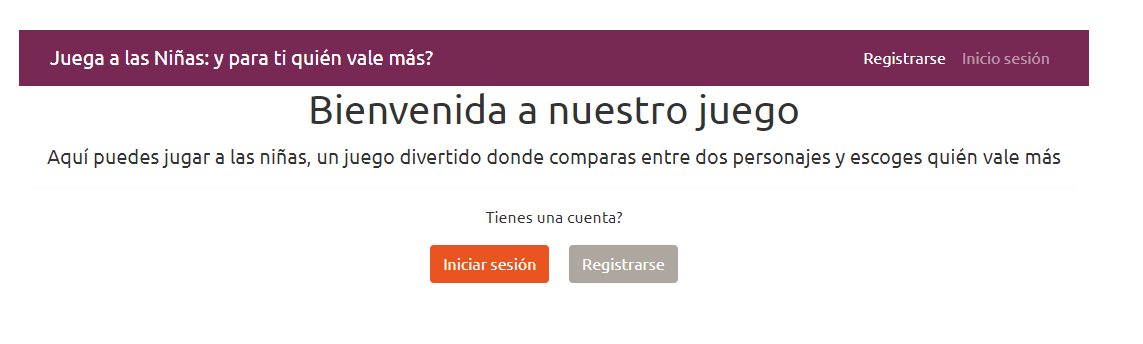 Juega a las Niñas: y para ti quién vale más?
Registrarse
Inicio sesión
Bienvenida a nuestro juego
Aquí puedes jugar a las niñas, un juego divertido donde comparas entre dos personajes y escoges quién vale más
Tienes una cuenta?
Iniciar sesión
Registrarse